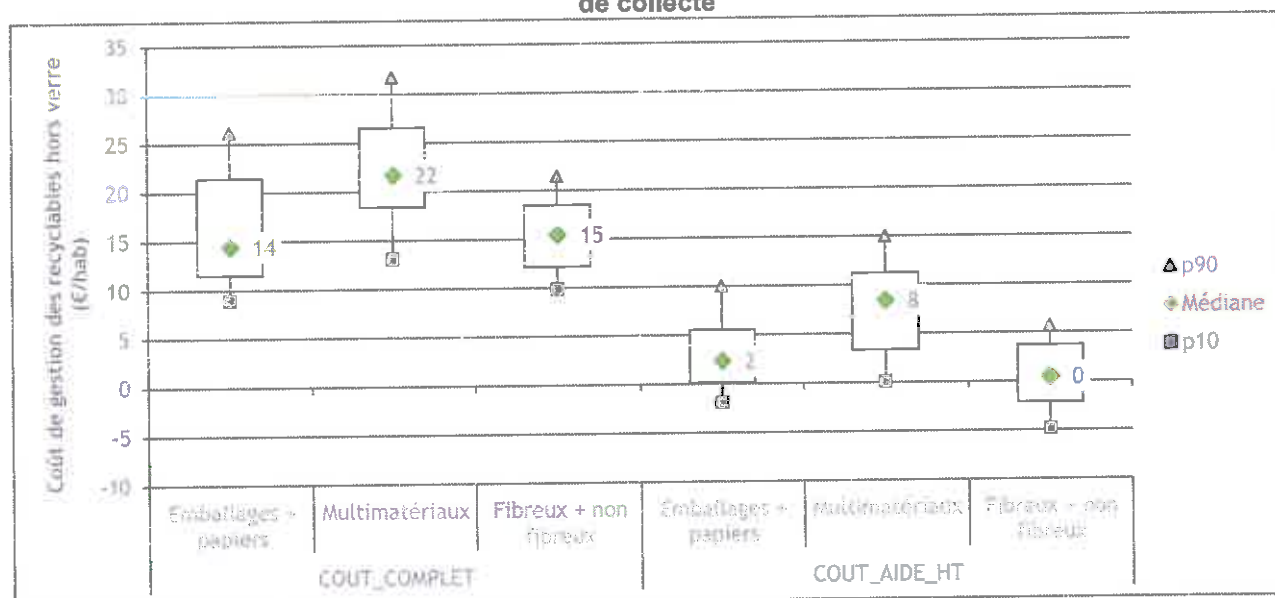 de collecte
Coût de gestion des recyclables hors verre
(€/hab)
35
30
25
20
15
10
5
0
-5
-10
14
22
15
2
8
0
p90
Médiane
p10
Emballages +
papiers
Multimatériaux
Fibreux + non
fibreux
Emballages +
papiers
Multimatériaux
Fibreux + non
fibreux
COUT_COMPLET
COUT_AIDE_HT